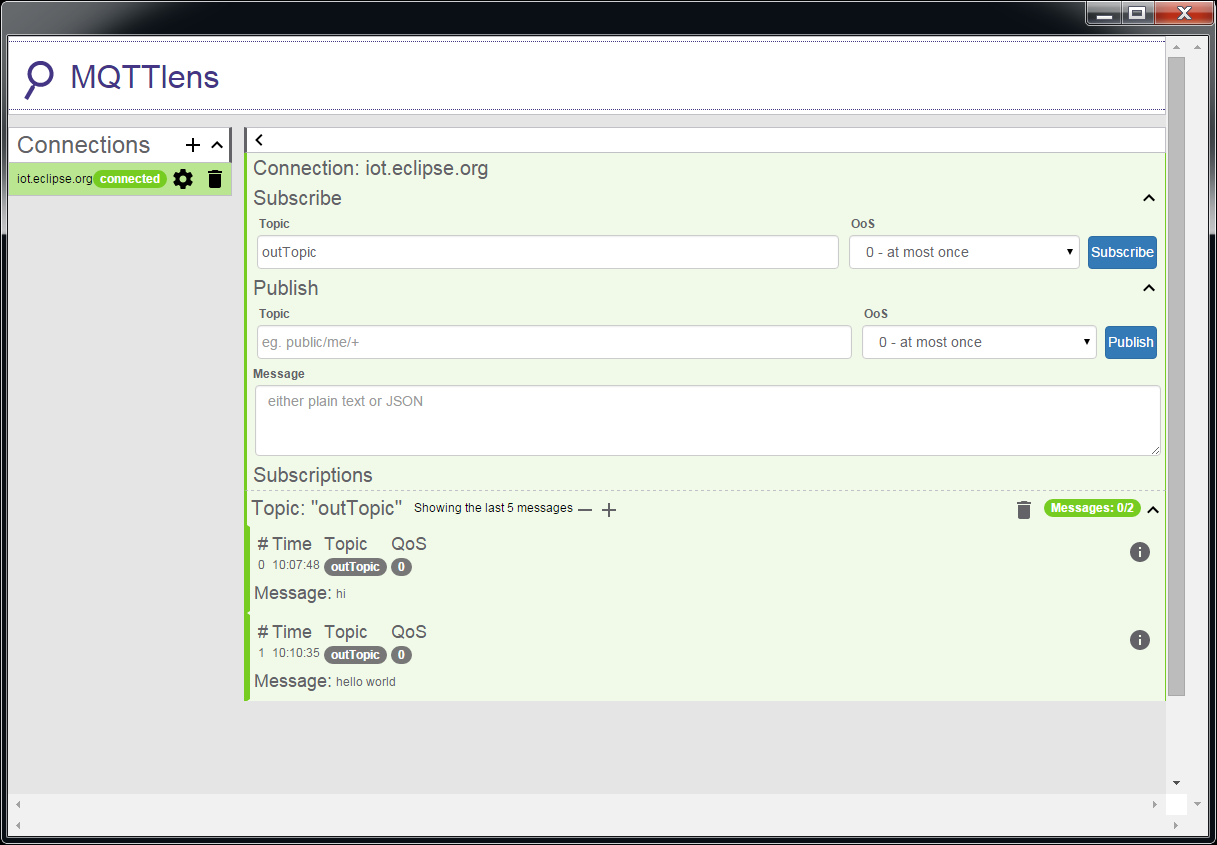 MQTTlens
Connections
iot.eclipse.org connected
Connection: iot.eclipse.org
Subscribe
Topic QoS
outTopic 0 - at most once Subscribe
Publish
Topic QoS
eg. public/me/+ 0 - at most once Publish
Message
either plain text or JSON
Subscriptions
Topic: "outTopic" Showing the last 5 messages — + Messages: 0/2
# Time Topic QoS
0 10:07:48 outTopic 0
Message: hi
# Time Topic QoS
1 10:10:35 outTopic 0
Message: hello world